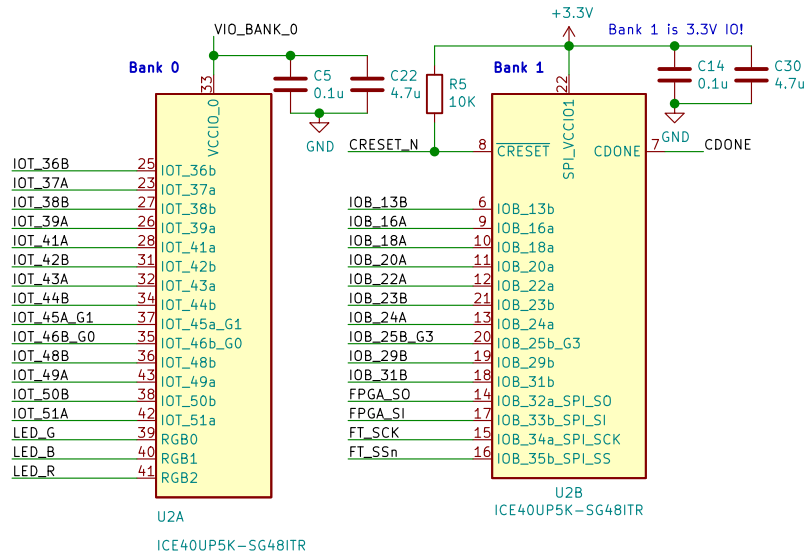 VIO_BANK_0
+3.3V
Bank 1 is 3.3V IO!
Bank 0
33
VCCIO_0
C5
0.1u
C22
4.7u
GND
R5
10K
Bank 1
22
SPI_VCCIO1
C14
0.1u
C30
4.7u
GND
CRESET_N 8 CRESET
CDONE 7 CDONE
IOT_36B 25 IOT_36b
IOT_37A 23 IOT_37a
IOT_38B 27 IOT_38b
IOT_39A 26 IOT_39a
IOT_41A 28 IOT_41a
IOT_42B 31 IOT_42b
IOT_43A 32 IOT_43a
IOT_44B 34 IOT_44b
IOT_45A_G1 37 IOT_45a_G1
IOT_46B_G0 35 IOT_46b_G0
IOT_48B 36 IOT_48b
IOT_49A 43 IOT_49a
IOT_50B 38 IOT_50b
IOT_51A 42 IOT_51a
LED_G 39 RGB0
LED_B 40 RGB1
LED_R 41 RGB2
U2A
ICE40UP5K-SG48ITR
IOB_13B 6 IOB_13b
IOB_16A 9 IOB_16a
IOB_18A 10 IOB_18a
IOB_20A 11 IOB_20a
IOB_22A 12 IOB_22a
IOB_23B 21 IOB_23b
IOB_24A 13 IOB_24a
IOB_25B_G3 20 IOB_25b_G3
IOB_29B 19 IOB_29b
IOB_31B 18 IOB_31b
FPGA_SO 14 IOB_32a_SPI_SO
FPGA_SI 17 IOB_33b_SPI_SI
FT_SCK 15 IOB_34a_SPI_SCK
FT_SSn 16 IOB_35b_SPI_SS
U2B
ICE40UP5K-SG48ITR